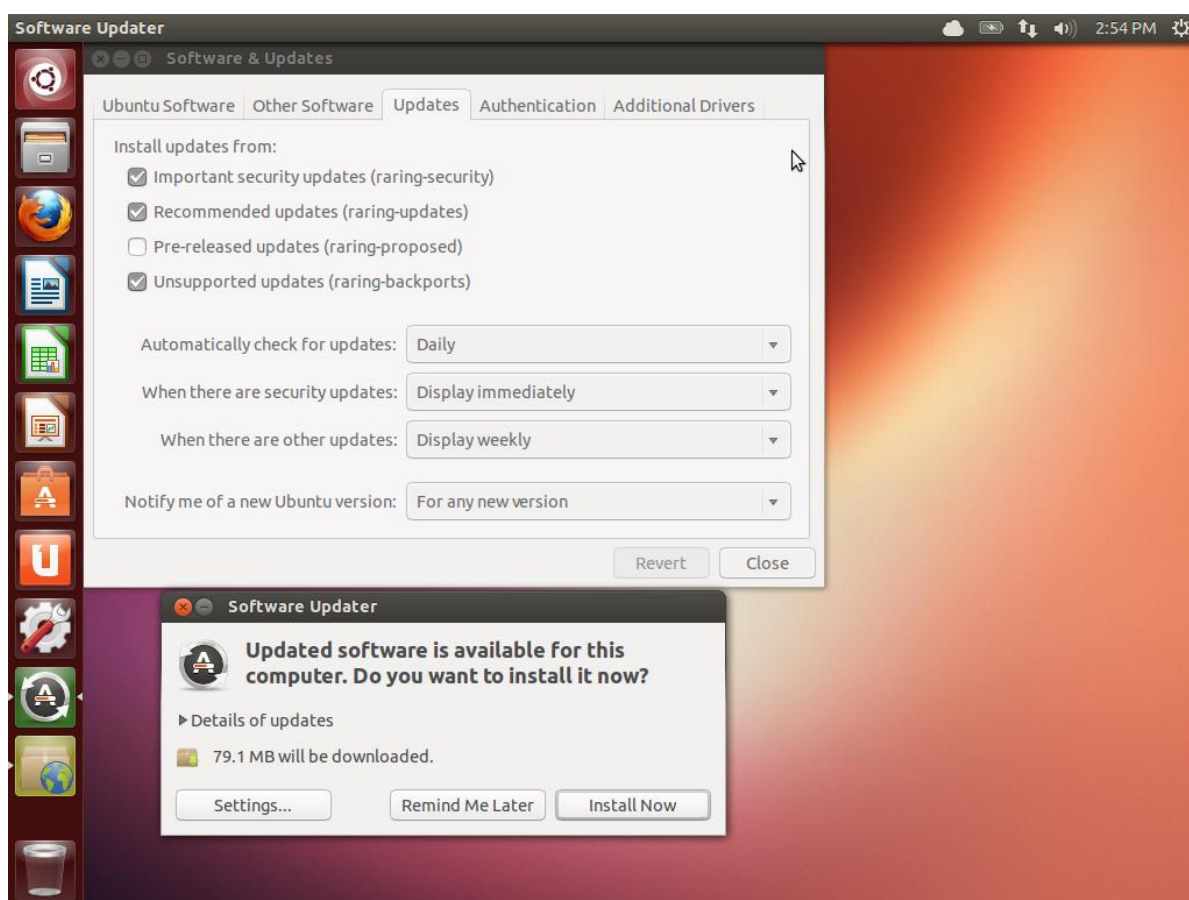 Software Updater
2:54 PM
Software & Updates
Ubuntu Software Other Software Updates Authentication Additional Drivers
Install updates from:
Important security updates (raring-security)
Recommended updates (raring-updates)
Pre-released updates (raring-proposed)
Unsupported updates (raring-backports)
Automatically check for updates: Daily
When there are security updates: Display immediately
When there are other updates: Display weekly
Notify me of a new Ubuntu version: For any new version
Revert Close
Software Updater
Updated software is available for this
computer. Do you want to install it now?
Details of updates
79.1 MB will be downloaded.
Settings... Remind Me Later Install Now